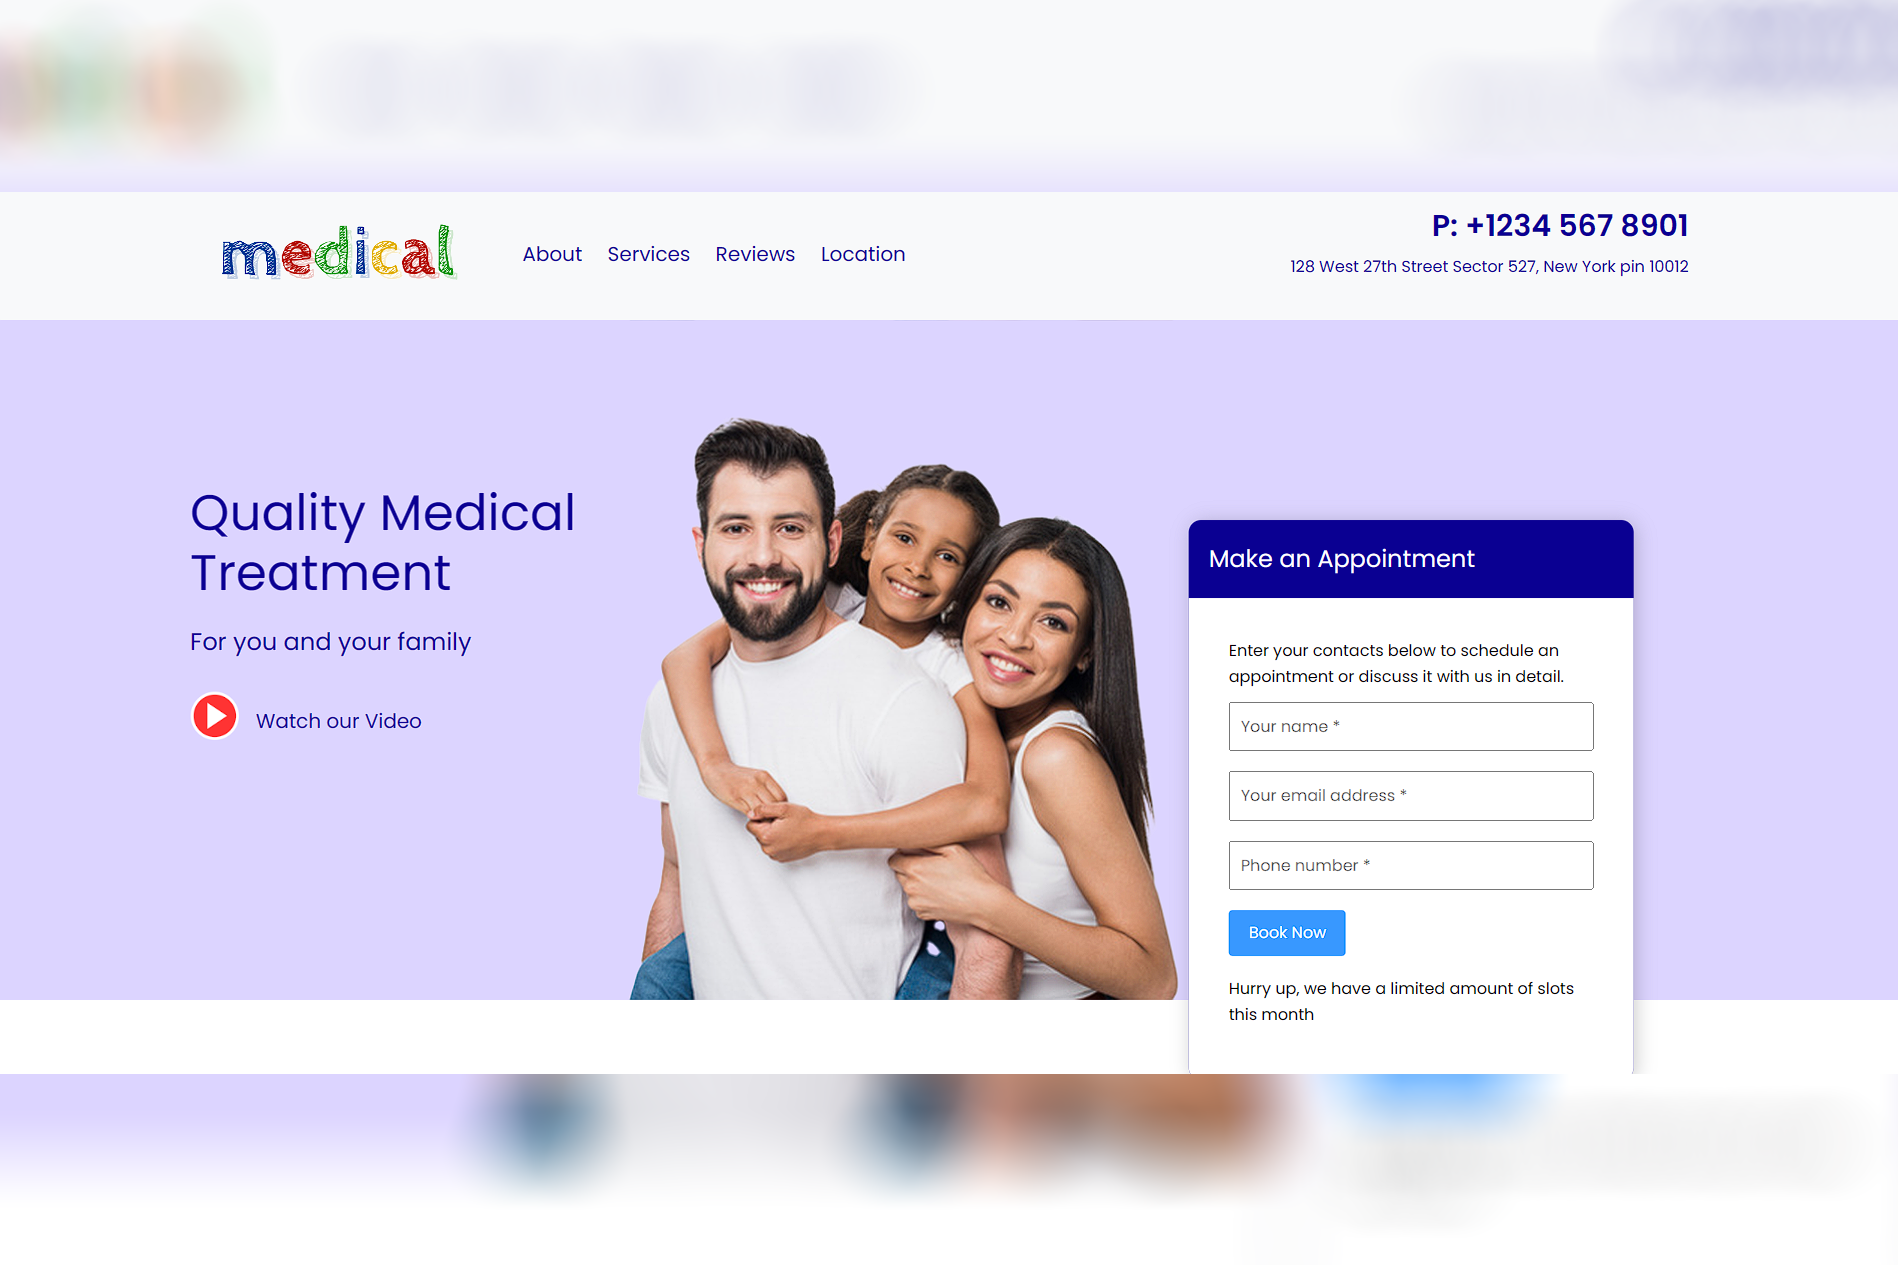 medical
About
Services
Reviews
Location
P: +1234 567 8901
128 West 27th Street Sector 527, New York pin 10012
Quality Medical
Treatment
For you and your family
Watch our Video
Make an Appointment
Enter your contacts below to schedule an
appointment or discuss it with us in detail.
Your name *
Your email address *
Phone number *
Book Now
Hurry up, we have a limited amount of slots
this month